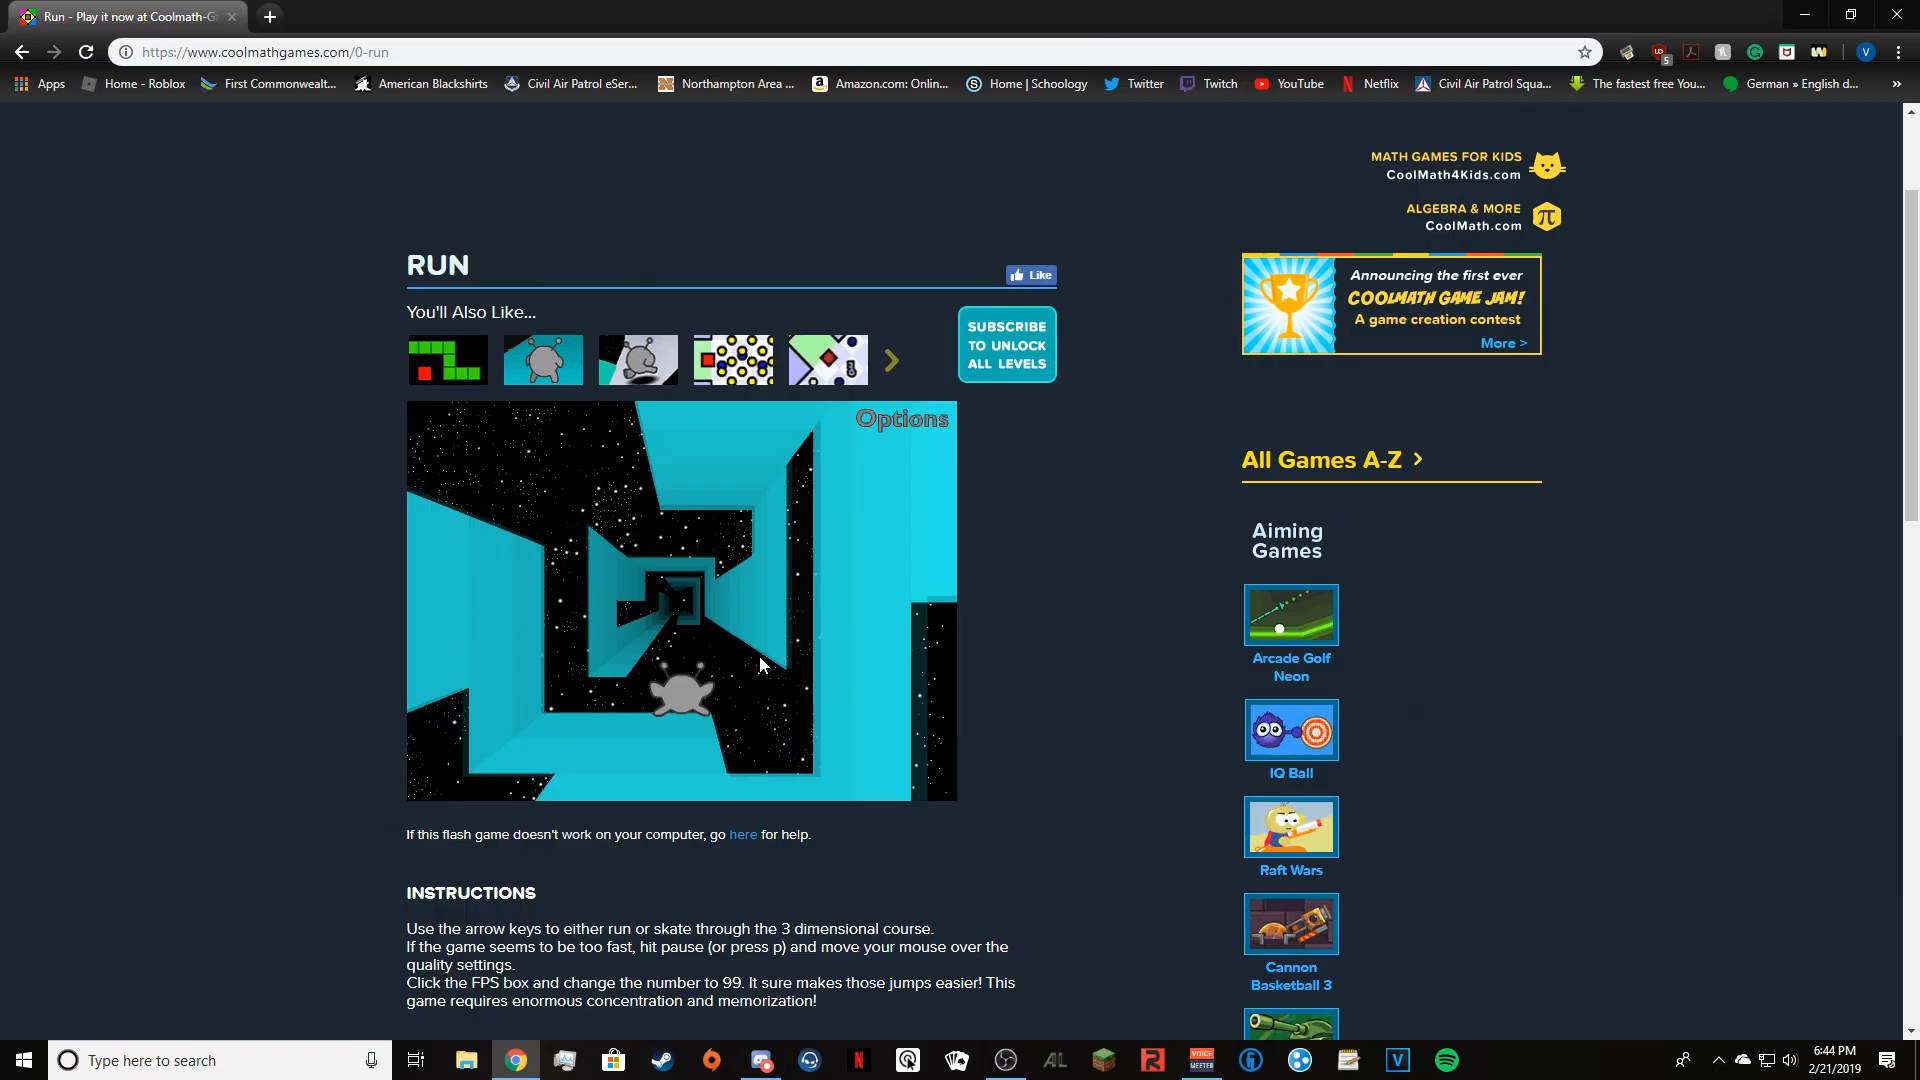 Run - Play it now at Coolmath-G
https://www.coolmathgames.com/0-run
5
V
Apps
Home - Roblox
First Commonwealt...
American Blackshirts
Civil Air Patrol eSer...
Northampton Area ...
Amazon.com: Onlin...
Home | Schoology
Twitter
Twitch
YouTube
Netflix
Civil Air Patrol Squa...
The fastest free You...
German » English d...
MATH GAMES FOR KIDS
CoolMath4Kids.com
ALGEBRA & MORE
CoolMath.com
RUN
Like
Announcing the first ever
COOLMATH GAME JAM!
A game creation contest
More >
You'll Also Like...
SUBSCRIBE
TO UNLOCK
ALL LEVELS
Options
All Games A-Z >
Aiming
Games
Arcade Golf
Neon
IQ Ball
Raft Wars
Cannon
Basketball 3
If this flash game doesn't work on your computer, go here for help.
INSTRUCTIONS
Use the arrow keys to either run or skate through the 3 dimensional course.
If the game seems to be too fast, hit pause (or press p) and move your mouse over the
quality settings.
Click the FPS box and change the number to 99. It sure makes those jumps easier! This
game requires enormous concentration and memorization!
Type here to search
VOICE
MEETER
6:44 PM
2/21/2019